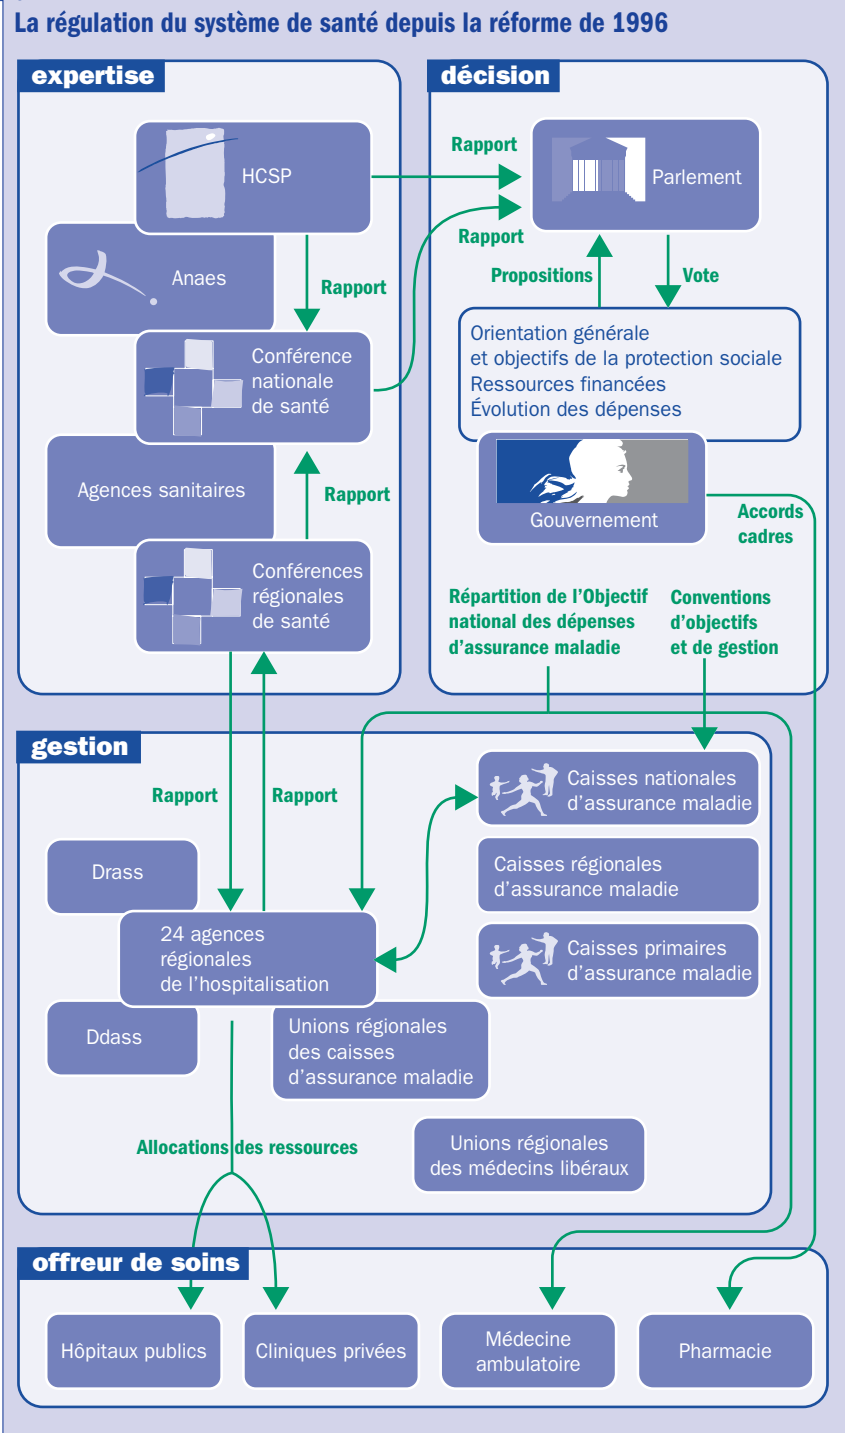 La régulation du système de santé depuis la réforme de 1996
expertise
HCSP
Anaes
Rapport
Conférence
nationale
de santé
Agences sanitaires
Rapport
Conférences
régionales
de santé
décision
Rapport
Parlement
Rapport
Propositions
Vote
Orientation générale
et objectifs de la protection sociale
Ressources financées
Évolution des dépenses
Gouvernement
Accords
cadres
Répartition de l'Objectif
national des dépenses
d'assurance maladie
Conventions
d'objectifs
et de gestion
gestion
Rapport
Rapport
Caisses nationales
d'assurance maladie
Drass
Caisses régionales
d'assurance maladie
24 agences
régionales
de l'hospitalisation
Caisses primaires
d'assurance maladie
Ddass
Unions régionales
des caisses
d'assurance maladie
Allocations des ressources
Unions régionales
des médecins libéraux
offreur de soins
Hôpitaux publics
Cliniques privées
Médecine
ambulatoire
Pharmacie